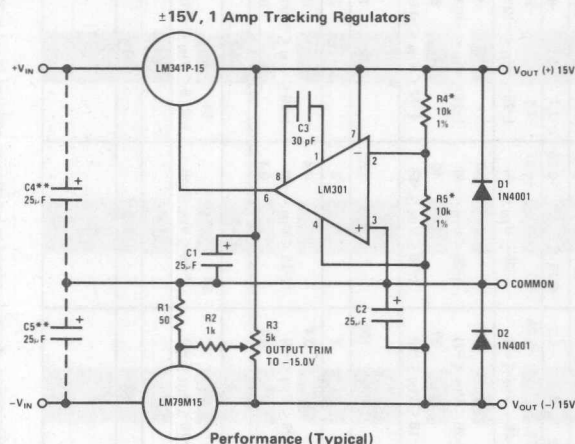 ±15V, 1 Amp Tracking Regulators
+VIN
LM341P-15
VOUT (+) 15V
C3
30 pF
R4*
10k
1%
7
8
1
2
6
LM301
4
3
−
+
C4**
25μF
+
R5*
10k
1%
D1
1N4001
C1
25μF
+
COMMON
R1
50
R2
1k
R3
5k
OUTPUT TRIM
TO −15.0V
C2
25μF
+
C5**
25μF
+
D2
1N4001
−VIN
LM79M15
VOUT (−) 15V
Performance (Typical)